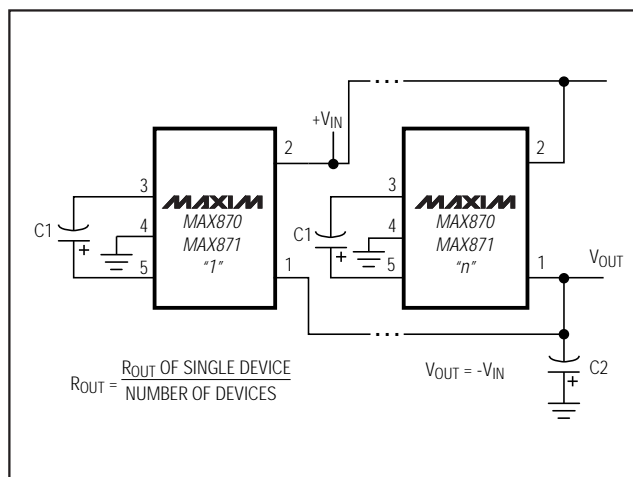 +VIN
2
3
MAXIM
MAX870
MAX871
"1"
4
C1
+
5
1
2
3
MAXIM
MAX870
MAX871
"n"
4
C1
+
5
1
VOUT
ROUT = ROUT OF SINGLE DEVICE
NUMBER OF DEVICES
VOUT = -VIN
C2
+